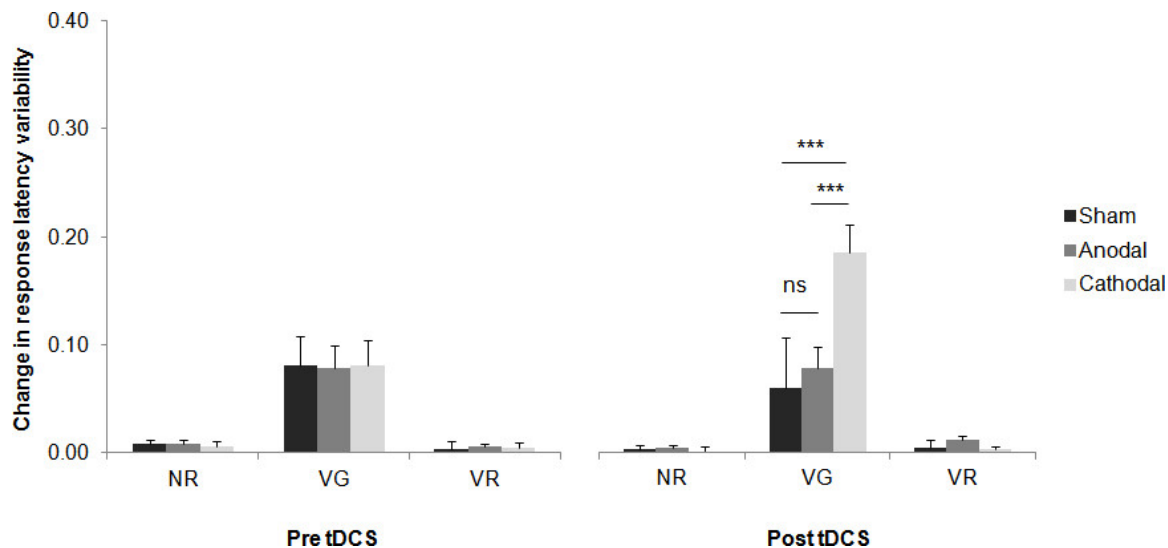 Change in response latency variability
0.40
0.30
0.20
0.10
0.00
NR VG VR
Pre tDCS
***
***
ns
NR VG VR
Post tDCS
Sham
Anodal
Cathodal